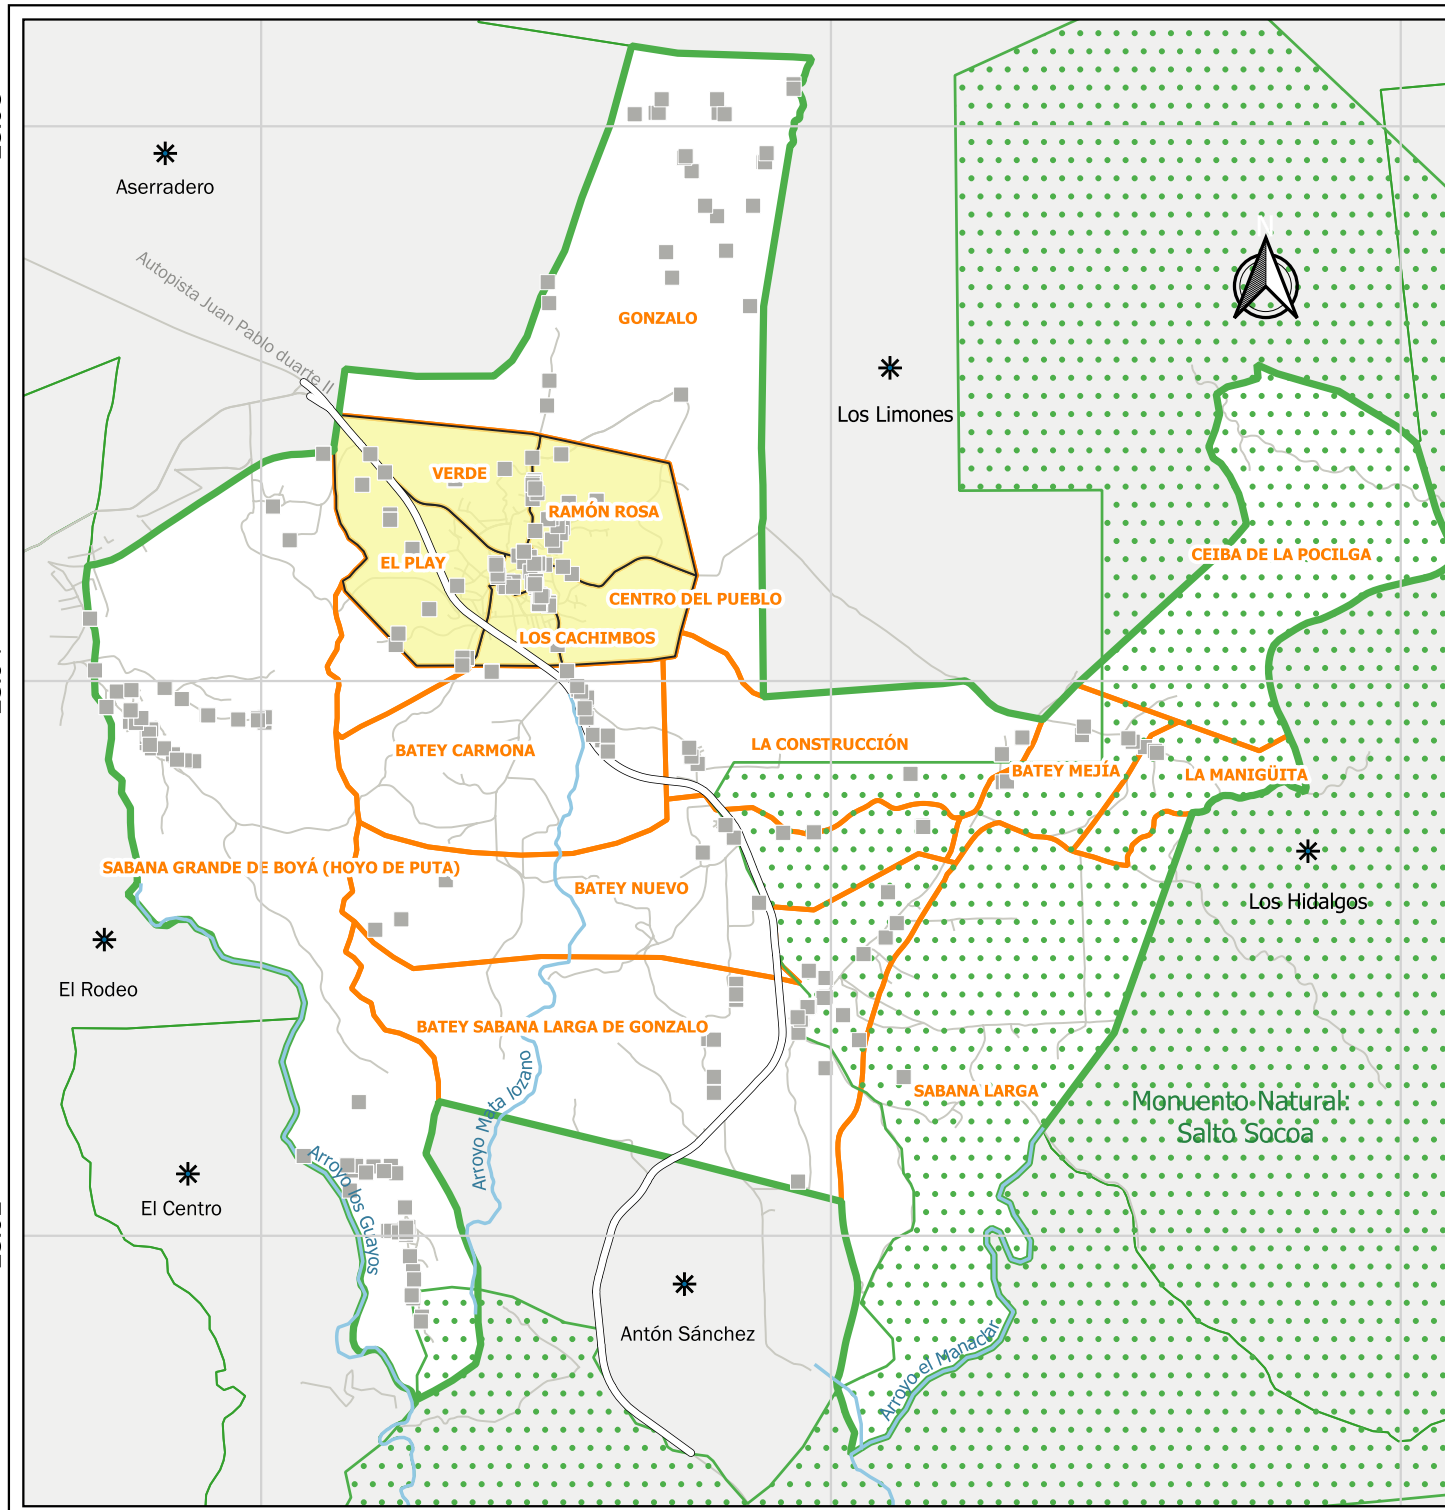 Aserradero
Autopista Juan Pablo duarte II
N
GONZALO
Los Limones
VERDE
RAMÓN ROSA
EL PLAY
CENTRO DEL PUEBLO
LOS CACHIMBOS
CEIBA DE LA POCILGA
BATEY CARMONA
LA CONSTRUCCIÓN
BATEY MEJÍA
LA MANIGÜITA
SABANA GRANDE DE BOYÁ (HOYO DE PUTA)
BATEY NUEVO
Los Hidalgos
El Rodeo
BATEY SABANA LARGA DE GONZALO
Arroyo Mata lozano
SABANA LARGA
Monuento Natural:
Salto Socoa
Arroyo los Guayos
El Centro
Antón Sánchez
Arroyo el Manaclar